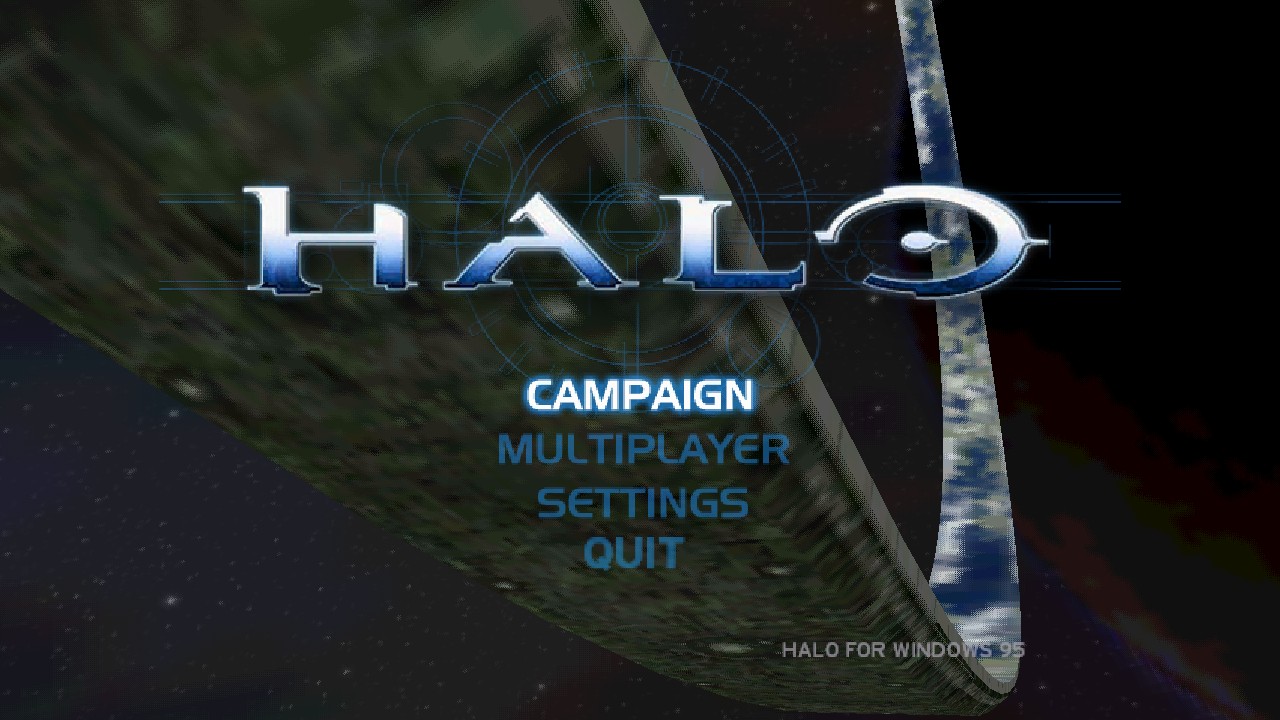 HALO
CAMPAIGN
MULTIPLAYER
SETTINGS
QUIT
HALO FOR WINDOWS 95